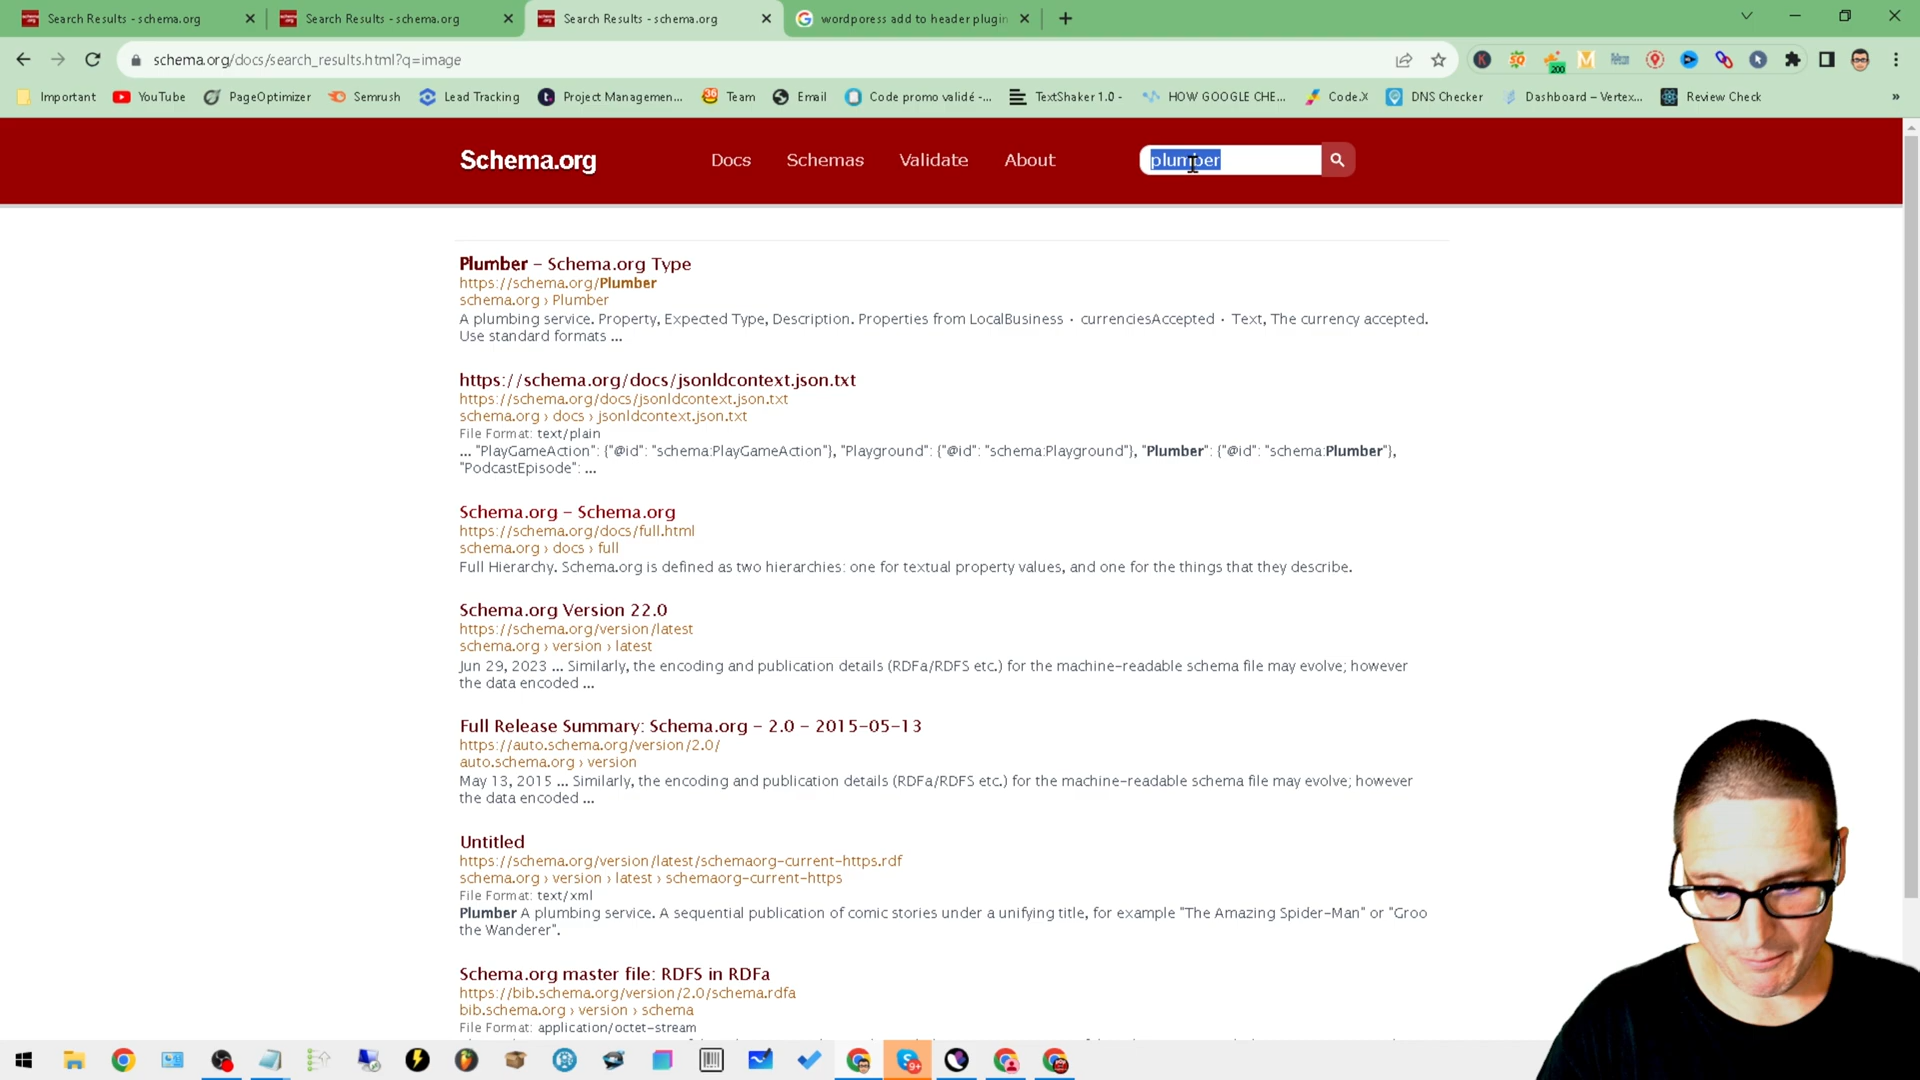 Search Results - schema.org
Search Results - schema.org
Search Results - schema.org
wordporess add to header plugin
schema.org/docs/search_results.html?q=image
200
Important
YouTube
PageOptimizer
Semrush
Lead Tracking
Project Managemen...
Team
Email
Code promo validé -...
TextShaker 1.0 -
HOW GOOGLE CHE...
Code.X
DNS Checker
Dashboard – Vertex...
Review Check
»
Schema.org
Docs
Schemas
Validate
About
plumber
Plumber - Schema.org Type
https://schema.org/Plumber
schema.org › Plumber
A plumbing service. Property, Expected Type, Description. Properties from LocalBusiness · currenciesAccepted · Text, The currency accepted.
Use standard formats ...
https://schema.org/docs/jsonldcontext.json.txt
https://schema.org/docs/jsonldcontext.json.txt
schema.org › docs › jsonldcontext.json.txt
File Format: text/plain
... "PlayGameAction": {"@id": "schema:PlayGameAction"}, "Playground": {"@id": "schema:Playground"}, "Plumber": {"@id": "schema:Plumber"},
"PodcastEpisode": ...
Schema.org - Schema.org
https://schema.org/docs/full.html
schema.org › docs › full
Full Hierarchy. Schema.org is defined as two hierarchies: one for textual property values, and one for the things that they describe.
Schema.org Version 22.0
https://schema.org/version/latest
schema.org › version › latest
Jun 29, 2023 ... Similarly, the encoding and publication details (RDFa/RDFS etc.) for the machine-readable schema file may evolve; however
the data encoded ...
Full Release Summary: Schema.org - 2.0 - 2015-05-13
https://auto.schema.org/version/2.0/
auto.schema.org › version
May 13, 2015 ... Similarly, the encoding and publication details (RDFa/RDFS etc.) for the machine-readable schema file may evolve; however
the data encoded ...
Untitled
https://schema.org/version/latest/schemaorg-current-https.rdf
schema.org › version › latest › schemaorg-current-https
File Format: text/xml
Plumber A plumbing service. A sequential publication of comic stories under a unifying title, for example "The Amazing Spider-Man" or "Groo
the Wanderer".
Schema.org master file: RDFS in RDFa
https://bib.schema.org/version/2.0/schema.rdfa
bib.schema.org › version › schema
File Format: application/octet-stream